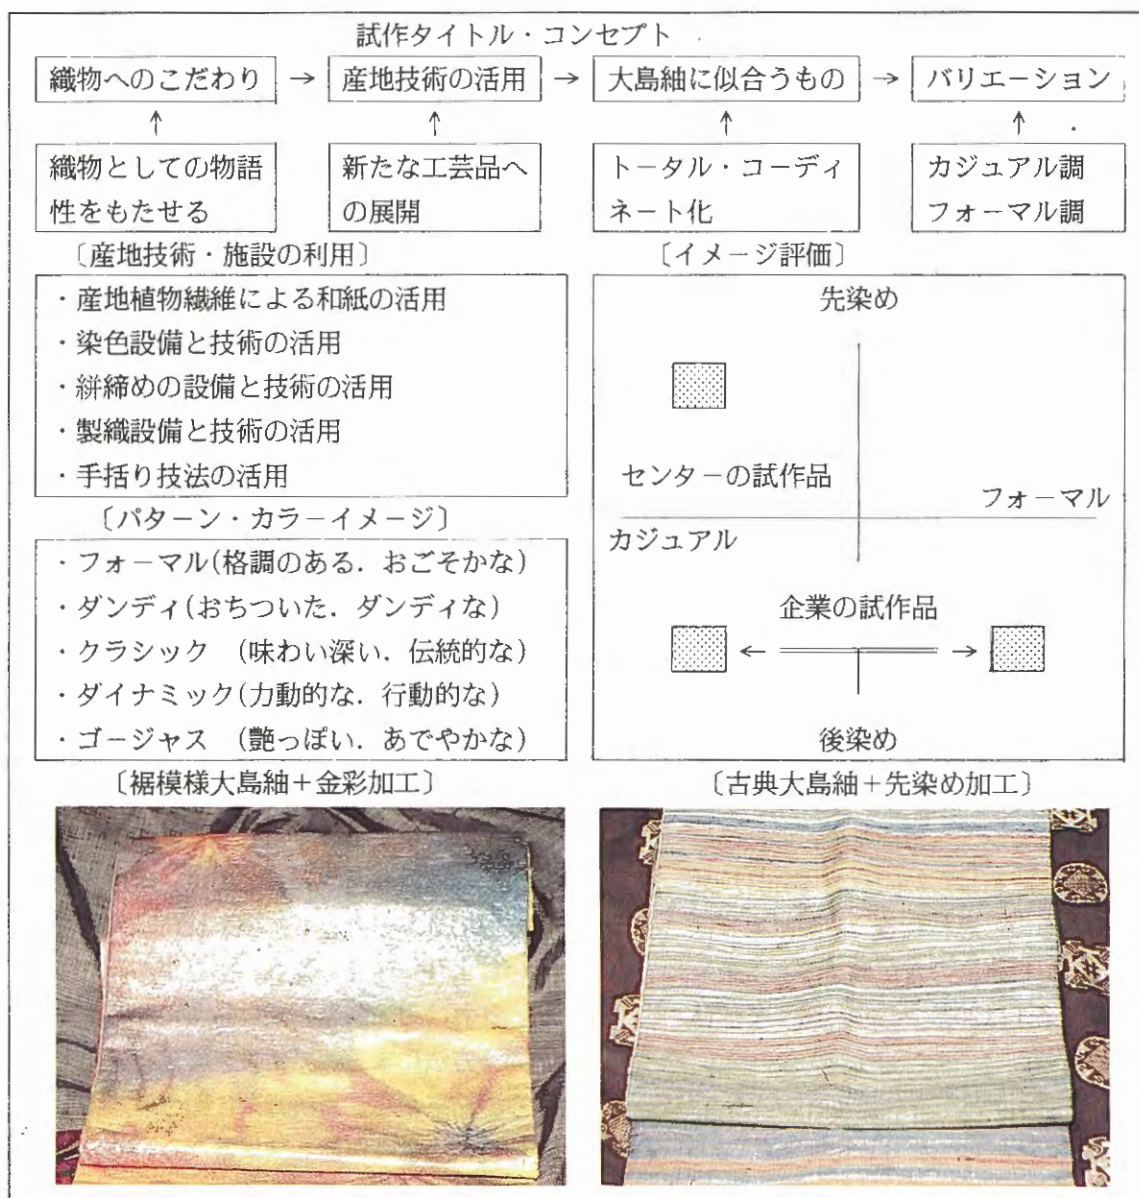 試作タイトル・コンセプト
織物へのこだわり → 産地技術の活用 → 大島紬に似合うもの → バリエーション
↑ ↑ ↑ ↑
織物としての物語
性をもたせる
新たな工芸品へ
の展開
トータル・コーディ
ネート化
カジュアル調
フォーマル調
〔産地技術・施設の利用〕
・産地植物繊維による和紙の活用
・染色設備と技術の活用
・絣締めの設備と技術の活用
・製織設備と技術の活用
・手括り技法の活用
〔パターン・カラーイメージ〕
・フォーマル(格調のある．おごそかな)
・ダンディ(おちついた．ダンディな)
・クラシック (味わい深い．伝統的な)
・ダイナミック(力動的な．行動的な)
・ゴージャス (艶っぽい．あでやかな)
〔イメージ評価〕
先染め
センターの試作品
フォーマル
カジュアル
企業の試作品
← →
後染め
〔裾模様大島紬＋金彩加工〕
〔古典大島紬＋先染め加工〕